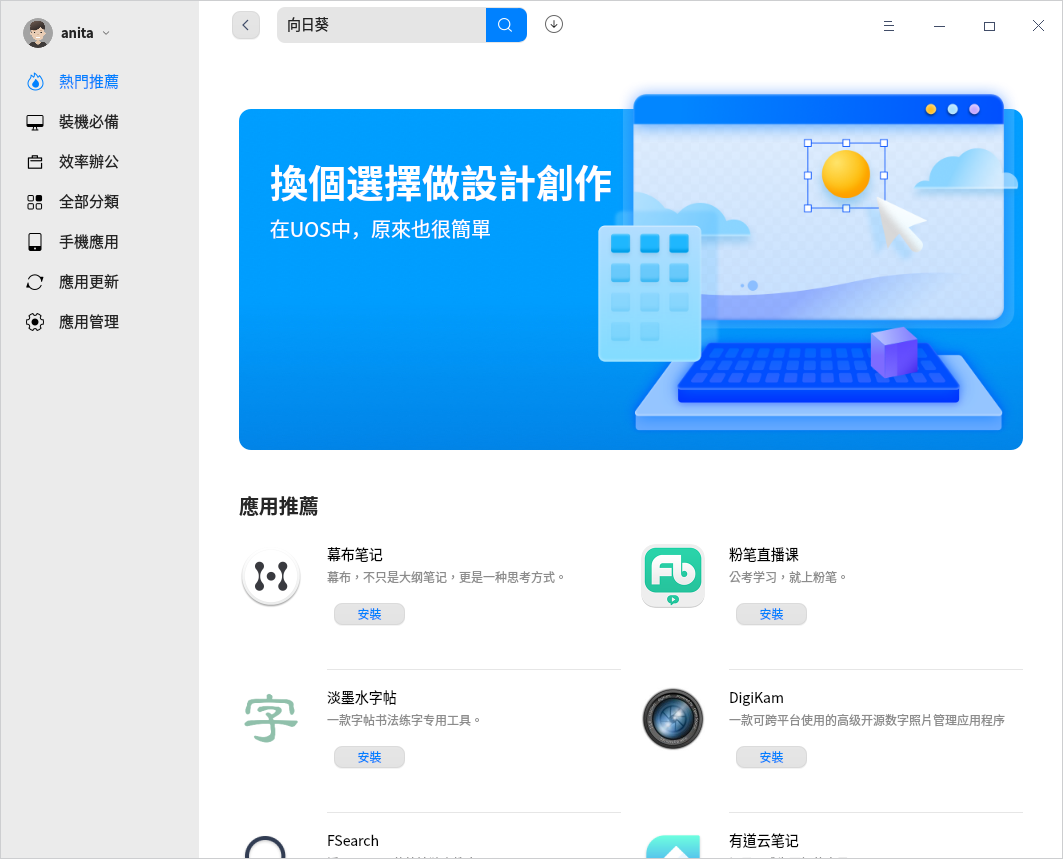 anita
向日葵
熱門推薦
裝機必備
效率辦公
全部分類
手機應用
應用更新
應用管理
換個選擇做設計創作
在UOS中，原來也很簡單
應用推薦
幕布笔记
幕布，不只是大纲笔记，更是一种思考方式。
安裝
粉笔直播课
公考学习，就上粉笔。
安裝
淡墨水字帖
一款字帖书法练字专用工具。
安裝
DigiKam
一款可跨平台使用的高级开源数字照片管理应用程序
安裝
FSearch
有道云笔记
Fb
字